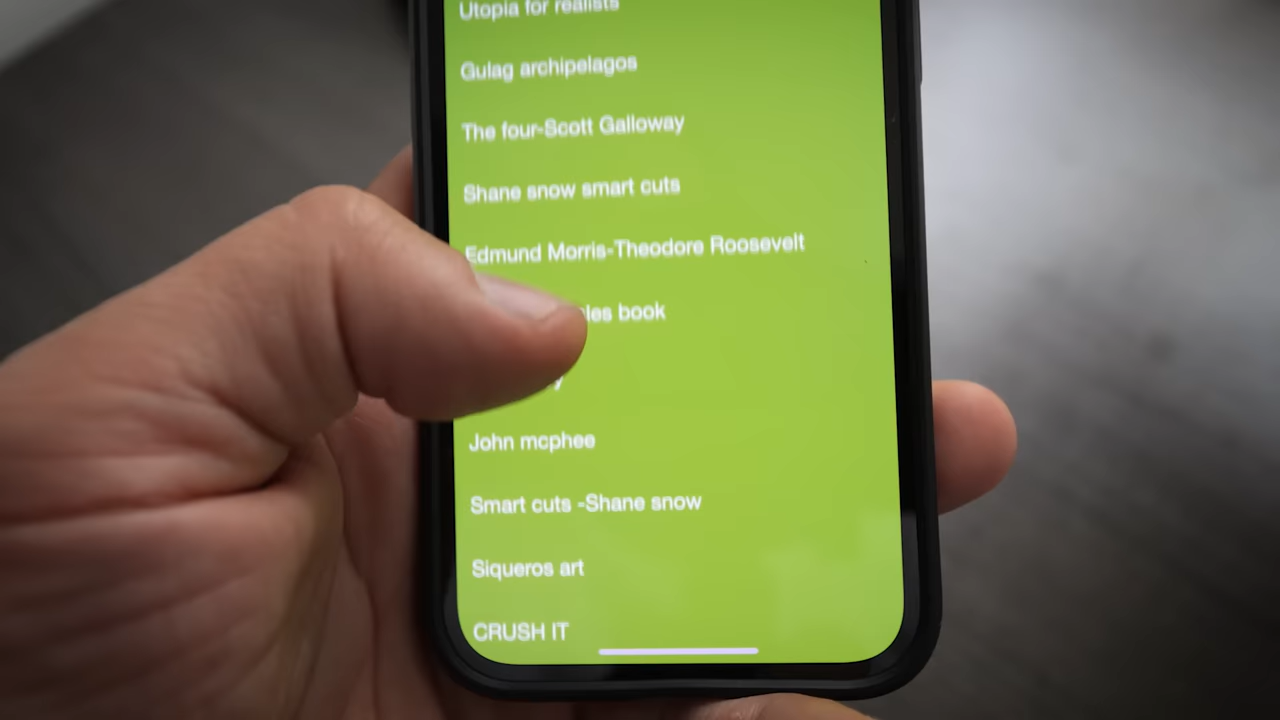 Utopia for realists
Gulag archipelagos
The four-Scott Galloway
Shane snow smart cuts
Edmund Morris-Theodore Roosevelt
book
John mcphee
Smart cuts -Shane snow
Siqueros art
CRUSH IT